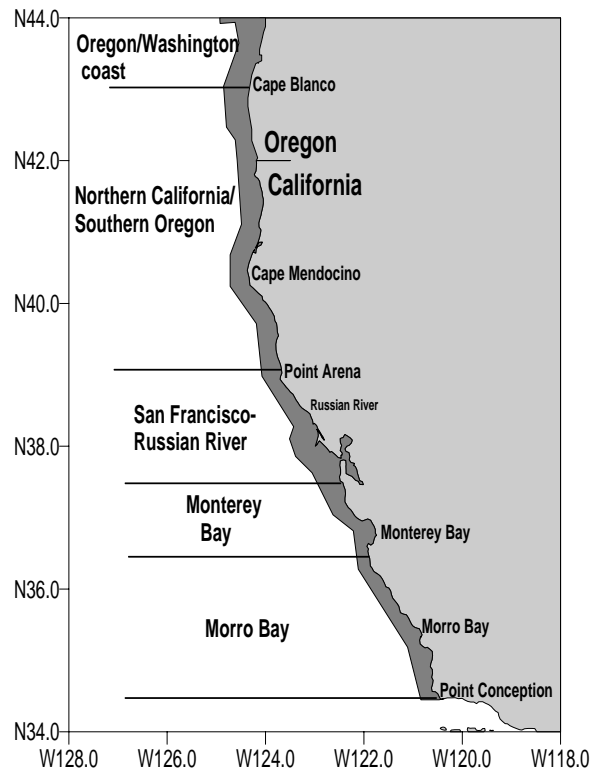 N44.0
Oregon/Washington
coast
Cape Blanco
Oregon
N42.0
California
Northern California/
Southern Oregon
Cape Mendocino
N40.0
Point Arena
San Francisco-
Russian River
Russian River
N38.0
Monterey
Bay
Monterey Bay
N36.0
Morro Bay
Morro Bay
Point Conception
N34.0
W128.0 W126.0 W124.0 W122.0 W120.0 W118.0